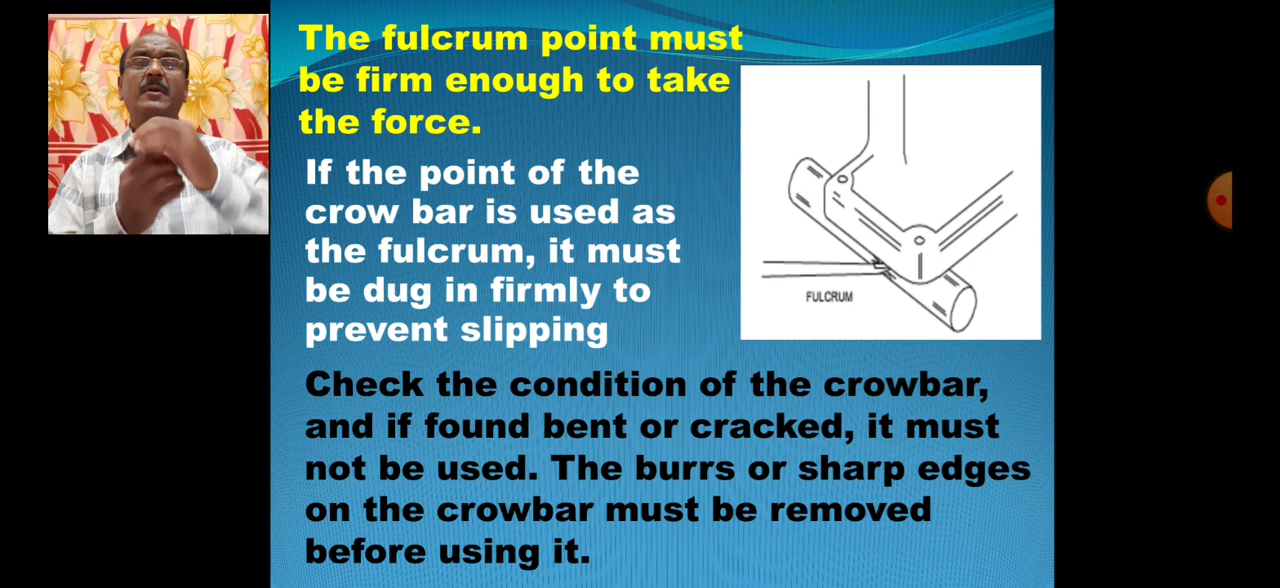 The fulcrum point must
be firm enough to take
the force.
If the point of the
crow bar is used as
the fulcrum, it must
be dug in firmly to
prevent slipping
FULCRUM
Check the condition of the crowbar,
and if found bent or cracked, it must
not be used. The burrs or sharp edges
on the crowbar must be removed
before using it.